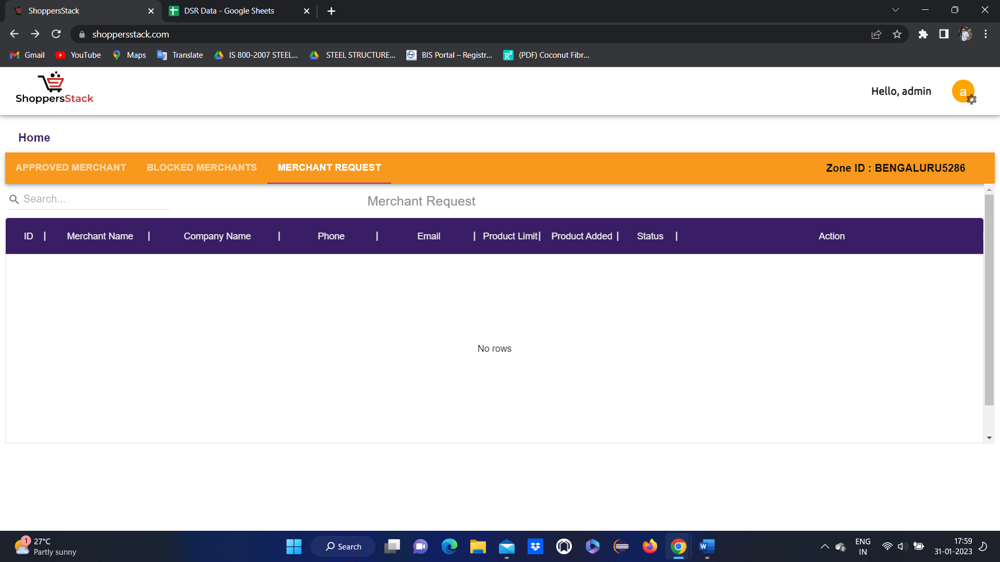 ShoppersStack
DSR Data - Google Sheets
shoppersstack.com
Gmail
YouTube
Maps
Translate
IS 800-2007 STEEL...
STEEL STRUCTURE...
BIS Portal – Registr...
(PDF) Coconut Fibr...
ShoppersStack
Hello, admin
a
Home
APPROVED MERCHANT
BLOCKED MERCHANTS
MERCHANT REQUEST
Zone ID : BENGALURU5286
Search...
Merchant Request
ID | Merchant Name | Company Name | Phone | Email | Product Limit | Product Added | Status | Action
No rows
1
27°C
Partly sunny
Search
ENG
IN
17:59
31-01-2023